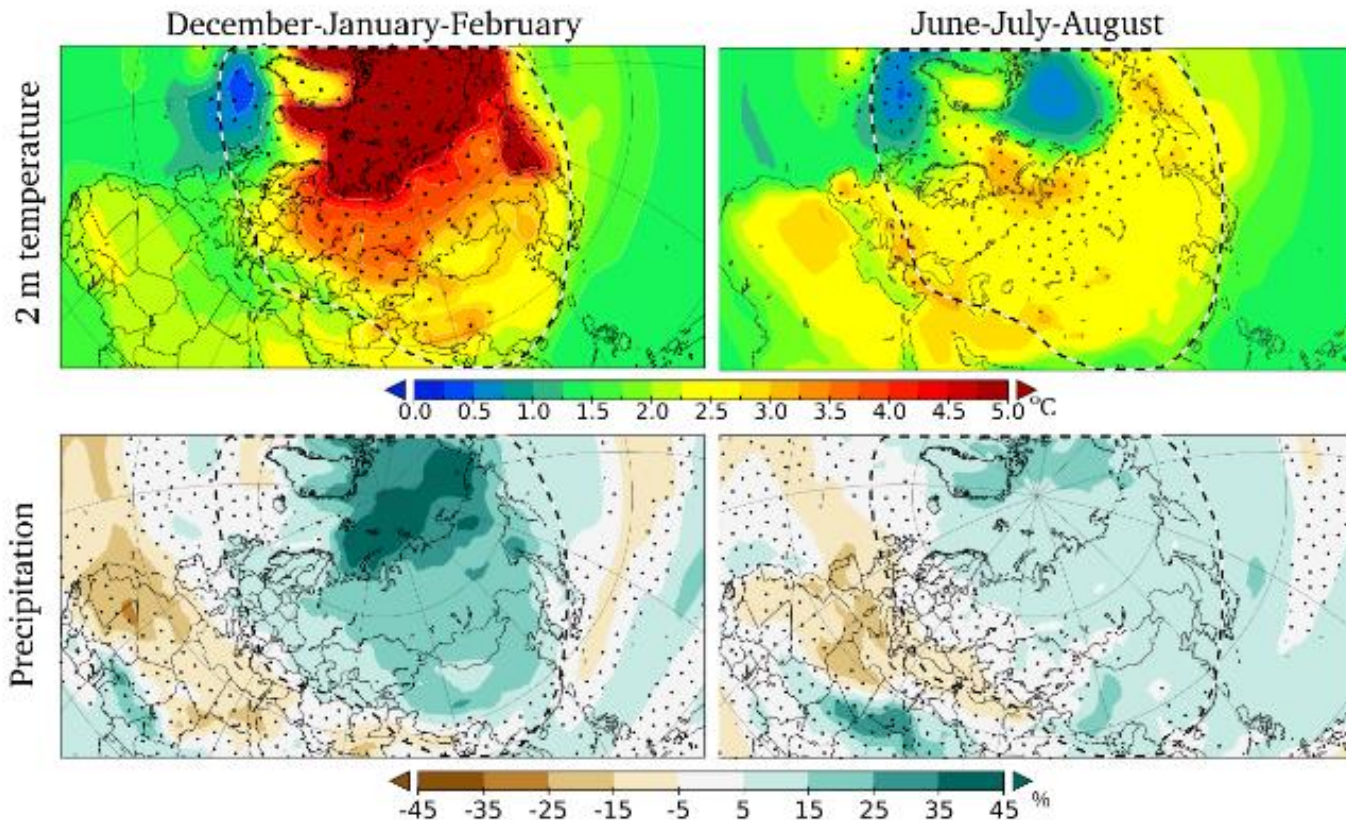 December-January-February
June-July-August
2 m temperature
0.0 0.5 1.0 1.5 2.0 2.5 3.0 3.5 4.0 4.5 5.0 °C
Precipitation
-45 -35 -25 -15 -5 5 15 25 35 45 %